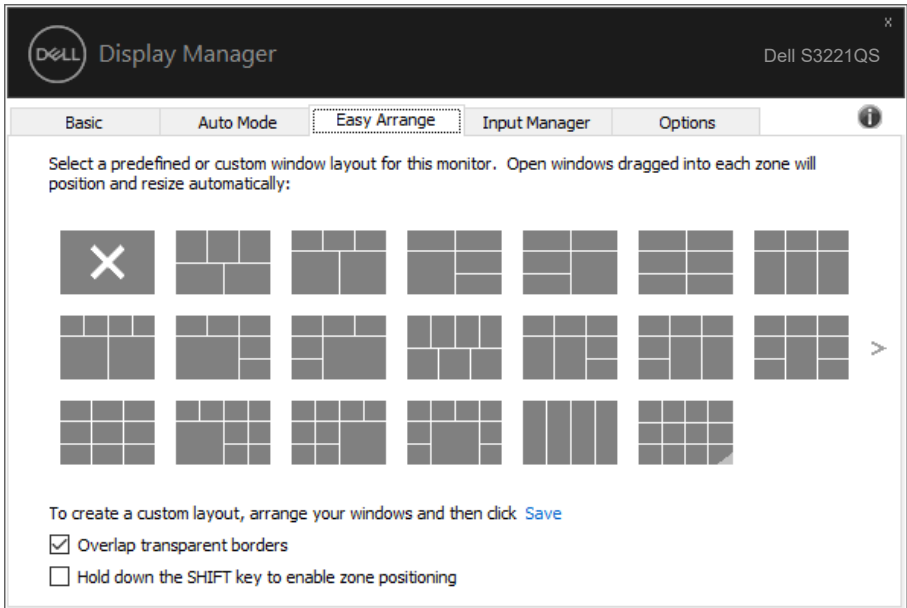 x
DELL Display Manager Dell S3221QS
Basic Auto Mode Easy Arrange Input Manager Options
Select a predefined or custom window layout for this monitor. Open windows dragged into each zone will
position and resize automatically:
>
To create a custom layout, arrange your windows and then click Save
Overlap transparent borders
Hold down the SHIFT key to enable zone positioning